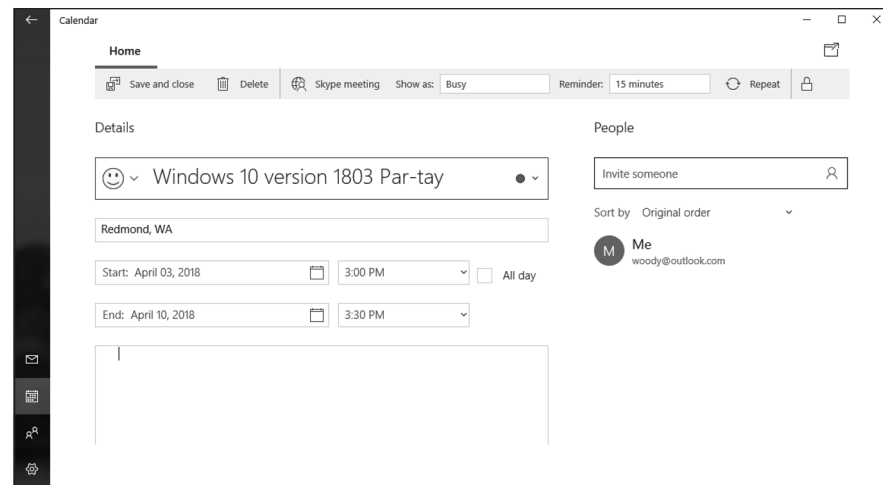 Calendar
Home
Save and close Delete Skype meeting Show as: Busy Reminder: 15 minutes Repeat
Details
People
Windows 10 version 1803 Par-tay
Invite someone
Redmond, WA
Sort by Original order
M
Me
woody@outlook.com
Start: April 03, 2018 3:00 PM All day
End: April 10, 2018 3:30 PM